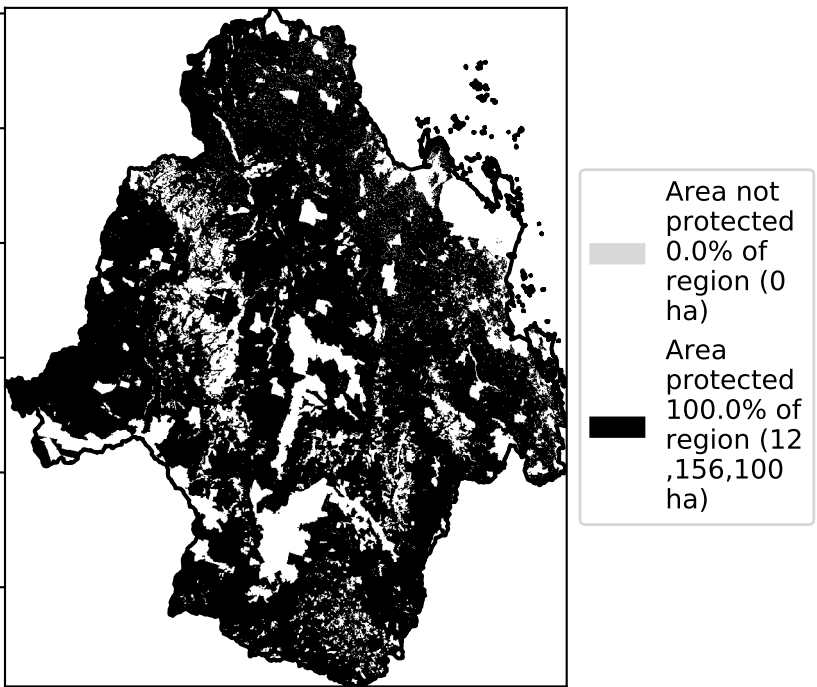 Area not
protected
0.0% of
region (0
ha)
Area
protected
100.0% of
region (12
,156,100
ha)